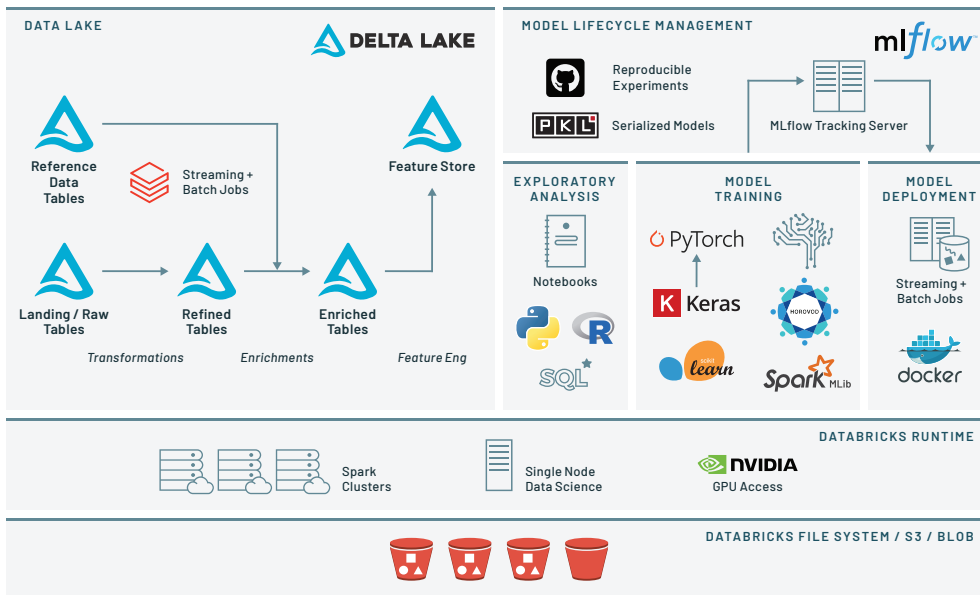 DATA LAKE
DELTA LAKE
Reference
Data
Tables
Streaming +
Batch Jobs
Feature Store
Landing / Raw
Tables
Refined
Tables
Enriched
Tables
Transformations
Enrichments
Feature Eng
MODEL LIFECYCLE MANAGEMENT
mlflow
Reproducible
Experiments
PKL
Serialized Models
MLflow Tracking Server
EXPLORATORY
ANALYSIS
Notebooks
R
SQL
MODEL
TRAINING
PyTorch
K Keras
HOROVOD
scikit
learn
Spark MLlib
MODEL
DEPLOYMENT
Streaming +
Batch Jobs
docker
DATABRICKS RUNTIME
Spark
Clusters
Single Node
Data Science
NVIDIA
GPU Access
DATABRICKS FILE SYSTEM / S3 / BLOB